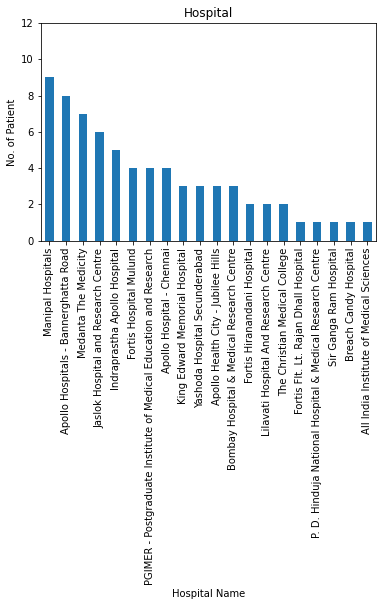 Hospital
No. of Patient
12
10
8
6
4
2
0
Manipal Hospitals
Apollo Hospitals - Bannerghatta Road
Medanta The Medicity
Jaslok Hospital and Research Centre
Indraprastha Apollo Hospital
Fortis Hospital Mulund
PGIMER - Postgraduate Institute of Medical Education and Research
Apollo Hospital - Chennai
King Edward Memorial Hospital
Yashoda Hospital Secunderabad
Apollo Health City - Jubilee Hills
Bombay Hospital & Medical Research Centre
Fortis Hiranandani Hospital
Lilavati Hospital And Research Centre
The Christian Medical College
Fortis Flt. Lt. Rajan Dhall Hospital
P. D. Hinduja National Hospital & Medical Research Centre
Sir Ganga Ram Hospital
Breach Candy Hospital
All India Institute of Medical Sciences
Hospital Name